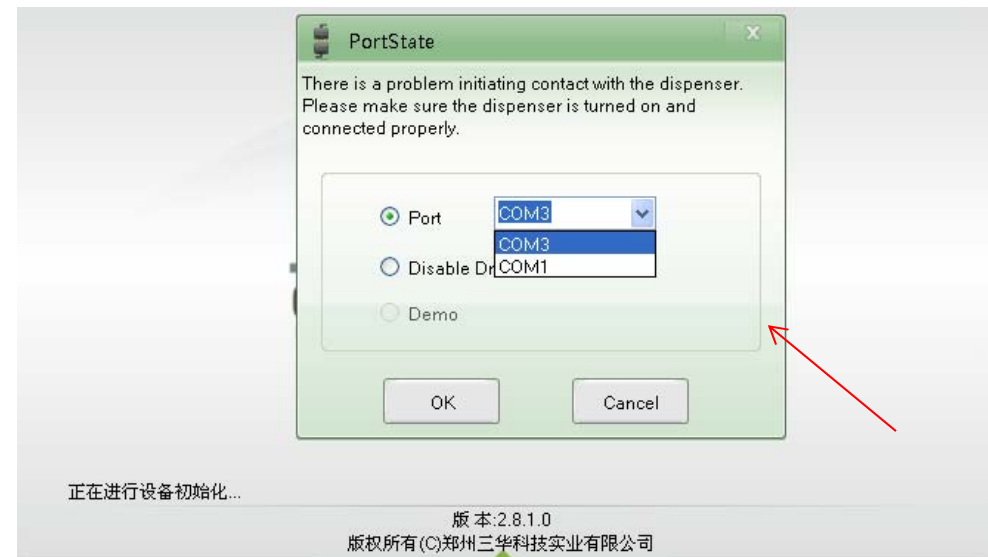 PortState
There is a problem initiating contact with the dispenser.
Please make sure the dispenser is turned on and
connected properly.
Port COM3
COM3
Disable Dr COM1
Demo
OK Cancel
正在进行设备初始化...
版 本:2.8.1.0
版权所有(C)郑州三华科技实业有限公司